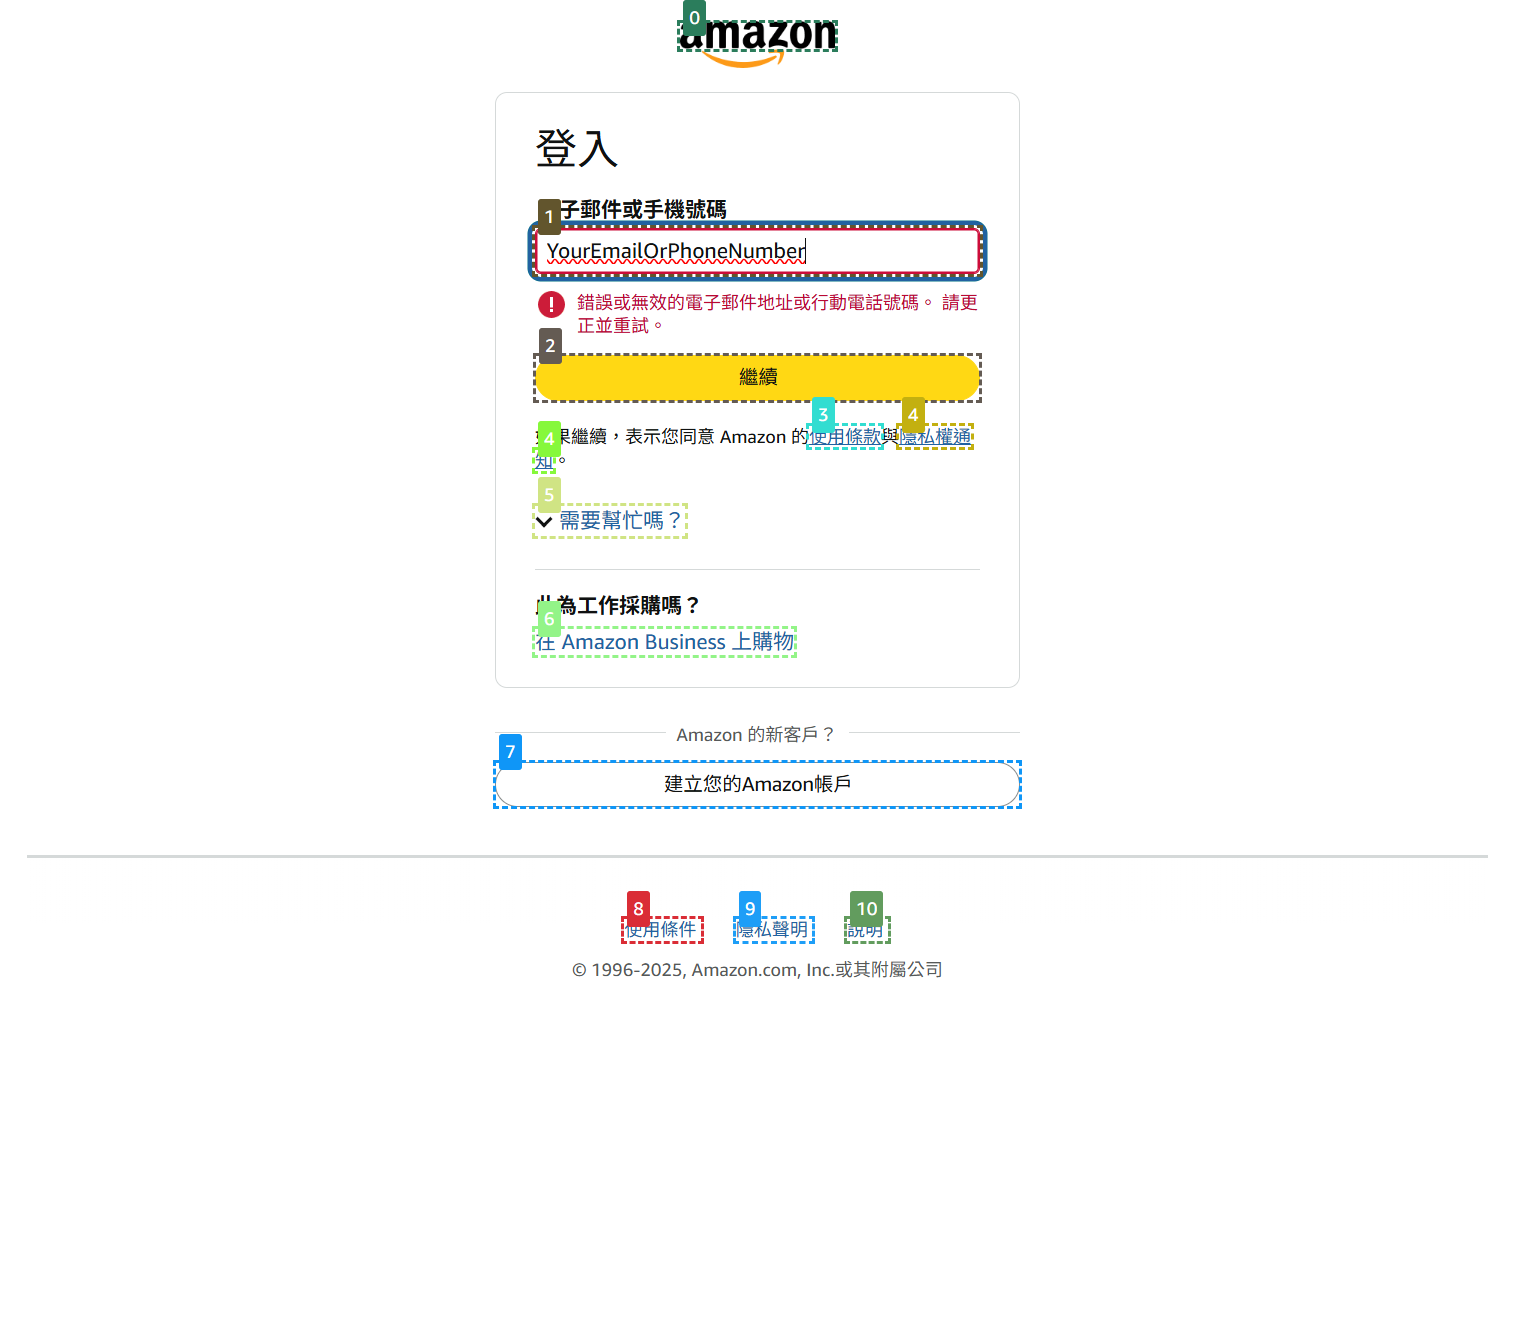 amazon
登入
子郵件或手機號碼
YourEmailOrPhoneNumber
錯誤或無效的電子郵件地址或行動電話號碼。 請更
正並重試。
繼續
如果繼續，表示您同意 Amazon 的使用條款與隱私權通
知。
需要幫忙嗎？
此為工作採購嗎？
在 Amazon Business 上購物
Amazon 的新客戶？
建立您的Amazon帳戶
使用條件 隱私聲明 說明
© 1996-2025, Amazon.com, Inc.或其附屬公司
0
1
2
3
4
4
5
6
7
8
9
10